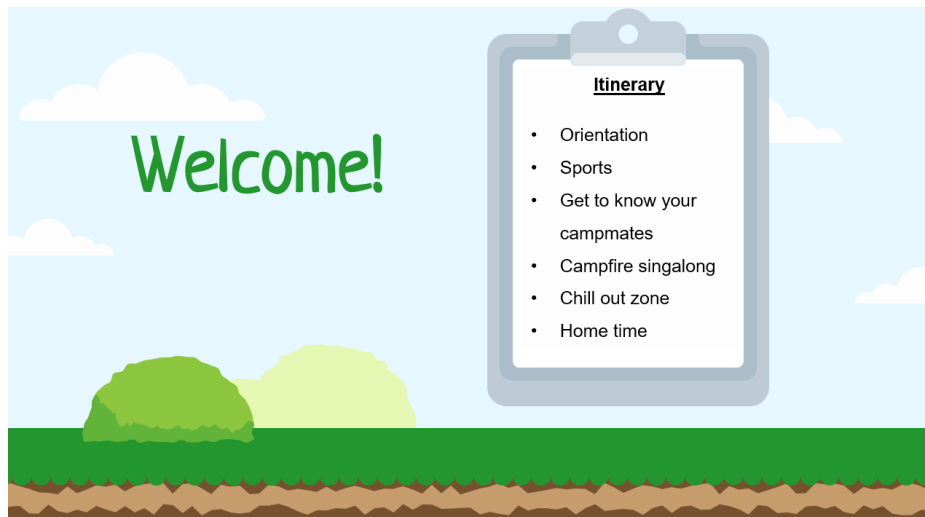 Welcome!
Itinerary
• Orientation
• Sports
• Get to know your
campmates
• Campfire singalong
• Chill out zone
• Home time